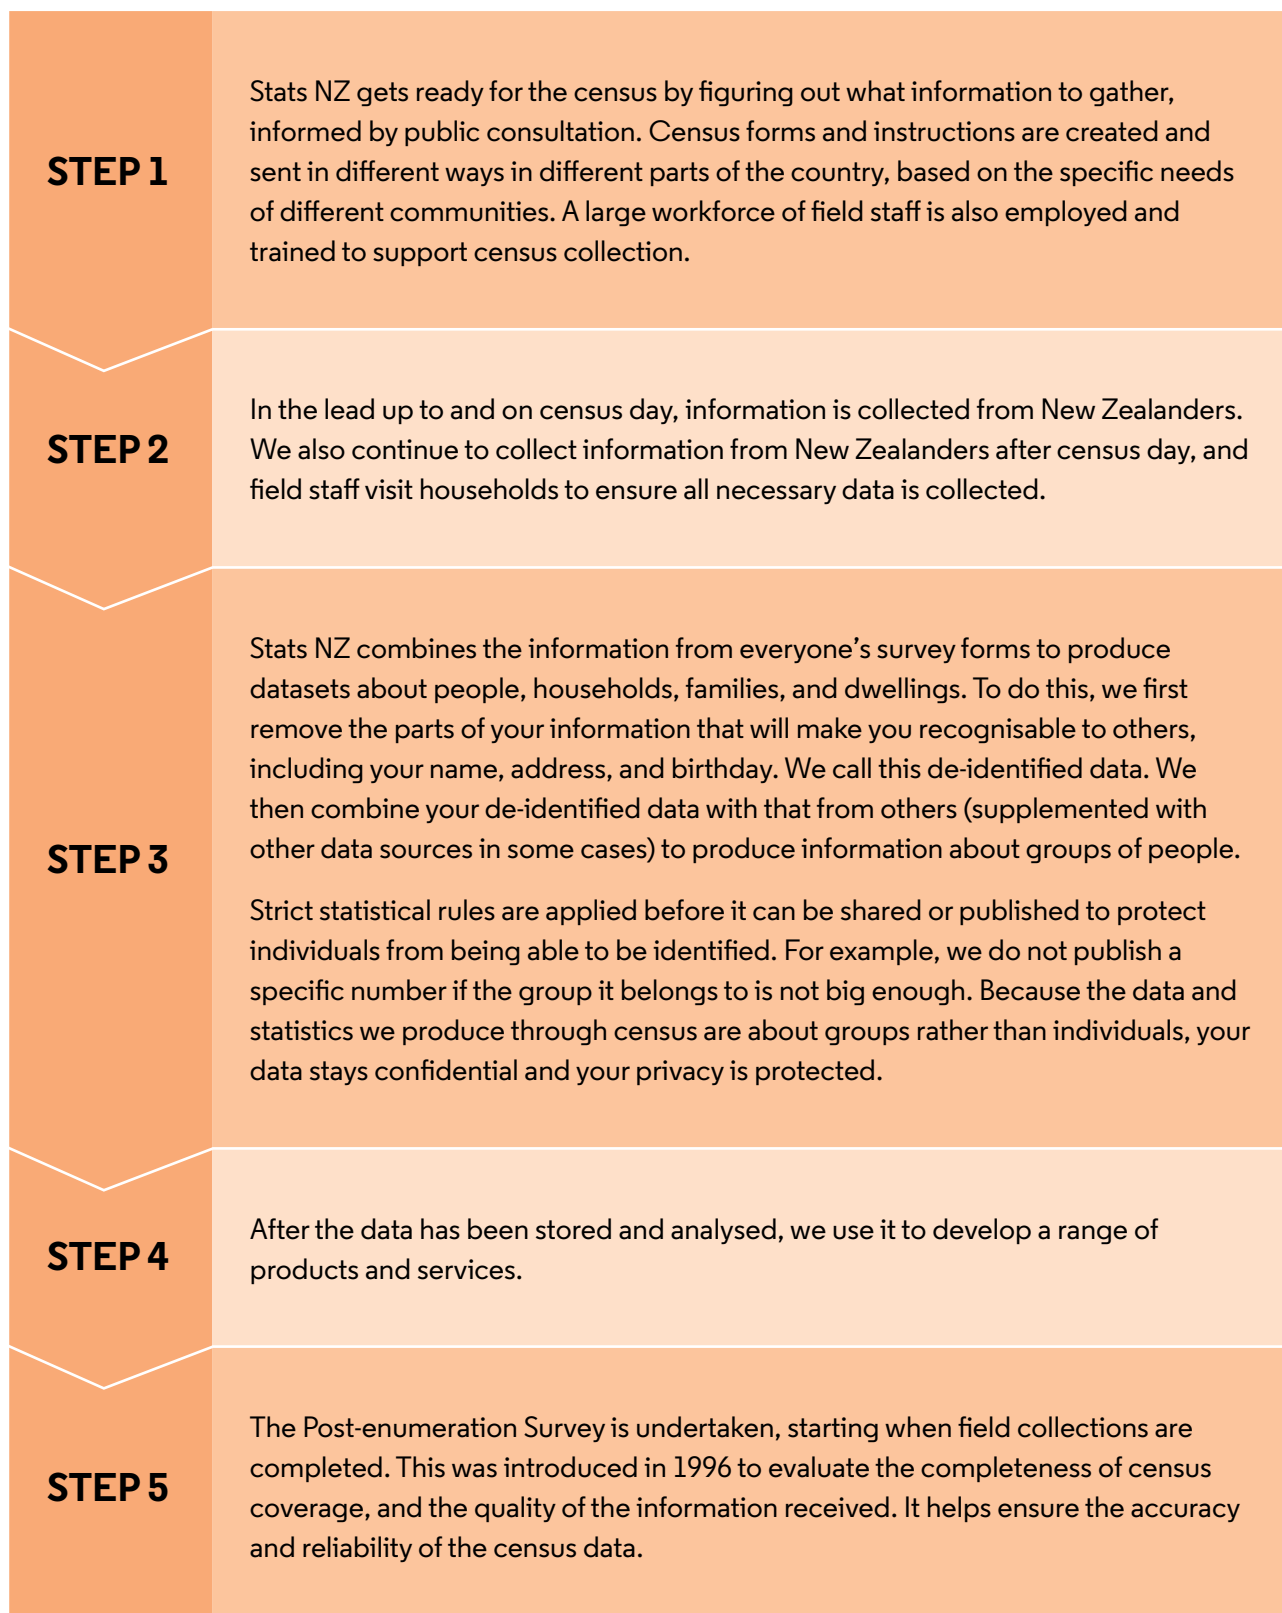 STEP 1
Stats NZ gets ready for the census by figuring out what information to gather,
informed by public consultation. Census forms and instructions are created and
sent in different ways in different parts of the country, based on the specific needs
of different communities. A large workforce of field staff is also employed and
trained to support census collection.
STEP 2
In the lead up to and on census day, information is collected from New Zealanders.
We also continue to collect information from New Zealanders after census day, and
field staff visit households to ensure all necessary data is collected.
STEP 3
Stats NZ combines the information from everyone’s survey forms to produce
datasets about people, households, families, and dwellings. To do this, we first
remove the parts of your information that will make you recognisable to others,
including your name, address, and birthday. We call this de-identified data. We
then combine your de-identified data with that from others (supplemented with
other data sources in some cases) to produce information about groups of people.
Strict statistical rules are applied before it can be shared or published to protect
individuals from being able to be identified. For example, we do not publish a
specific number if the group it belongs to is not big enough. Because the data and
statistics we produce through census are about groups rather than individuals, your
data stays confidential and your privacy is protected.
STEP 4
After the data has been stored and analysed, we use it to develop a range of
products and services.
STEP 5
The Post-enumeration Survey is undertaken, starting when field collections are
completed. This was introduced in 1996 to evaluate the completeness of census
coverage, and the quality of the information received. It helps ensure the accuracy
and reliability of the census data.